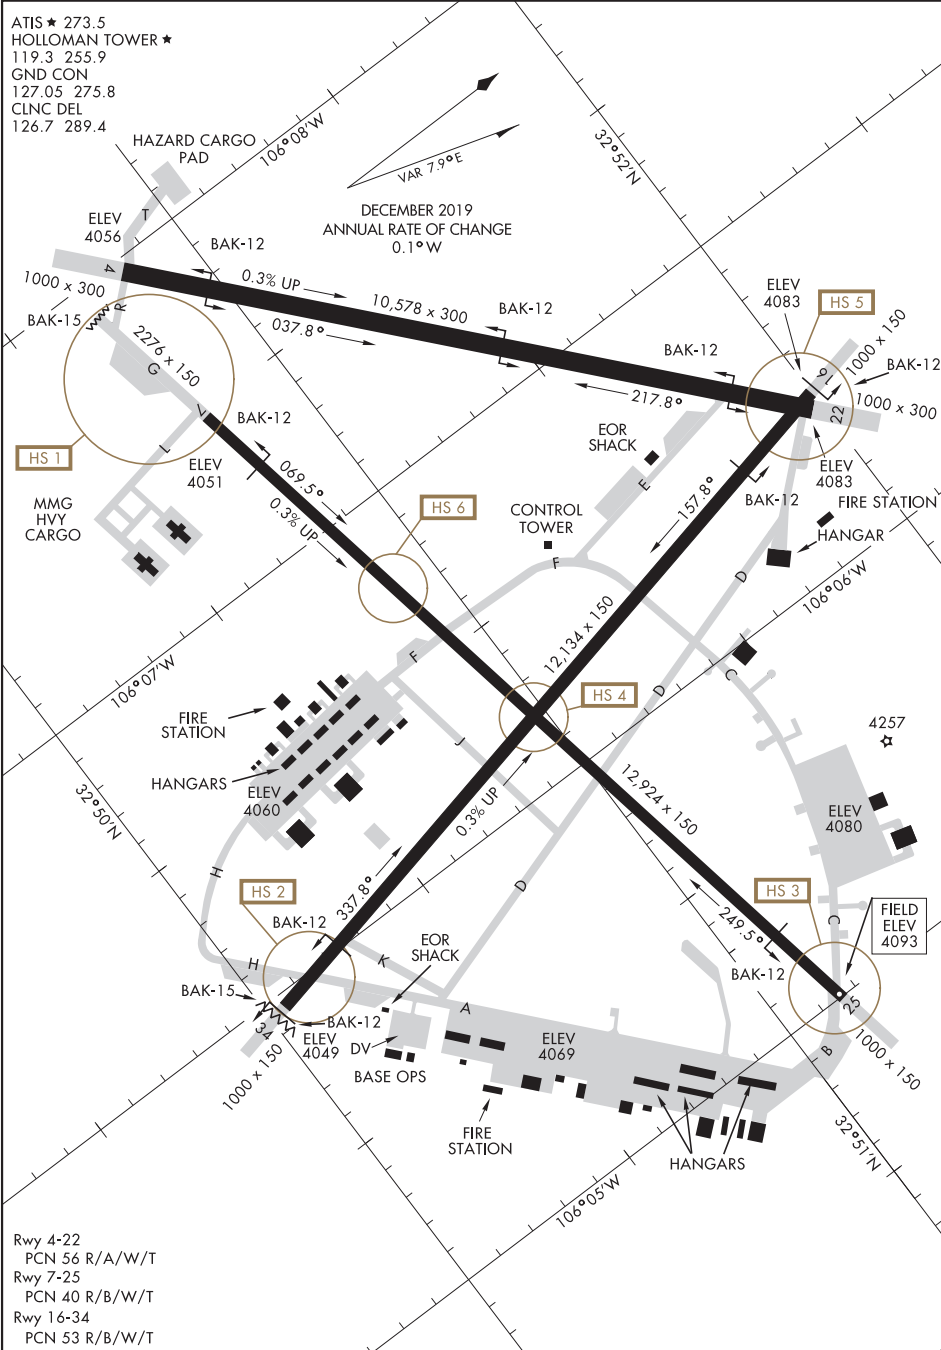 ATIS ★ 273.5
HOLLOMAN TOWER ★
119.3 255.9
GND CON
127.05 275.8
CLNC DEL
126.7 289.4
HAZARD CARGO
PAD
106°08'W
32°52'N
VAR 7.9°E
DECEMBER 2019
ANNUAL RATE OF CHANGE
0.1°W
T
ELEV
4056
BAK-12
4
1000 x 300
R
0.3% UP
10,578 x 300
037.8°
BAK-12
BAK-12
217.8°
ELEV
4083
HS 5
16
1000 x 150
BAK-12
1000 x 300
22
ELEV
4083
BAK-15
2276 x 150
G
7
BAK-12
HS 1
L
ELEV
4051
069.5°
0.3% UP
MMG
HVY
CARGO
HS 6
EOR
SHACK
E
CONTROL
TOWER
157.8°
BAK-12
FIRE STATION
HANGAR
F
D
106°06'W
12,134 x 150
106°07'W
F
C
D
HS 4
FIRE
STATION
J
4257
HANGARS
ELEV
4060
0.3% UP
12,924 x 150
ELEV
4080
32°50'N
H
D
HS 2
337.8°
BAK-12
HS 3
249.5°
C
FIELD
ELEV
4093
BAK-12
H
K
EOR
SHACK
BAK-15
A
25
BAK-12
34
ELEV
4049
DV
ELEV
4069
B
1000 x 150
1000 x 150
BASE OPS
FIRE
STATION
HANGARS
32°51'N
106°05'W
Rwy 4-22
PCN 56 R/A/W/T
Rwy 7-25
PCN 40 R/B/W/T
Rwy 16-34
PCN 53 R/B/W/T